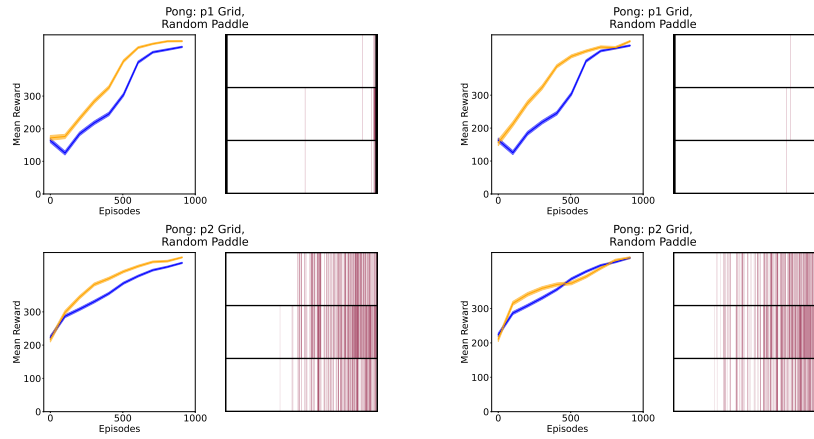 Pong: p1 Grid,
Random Paddle
Mean Reward
300
200
100
0
0 500 1000
Episodes
Pong: p1 Grid,
Random Paddle
Mean Reward
300
200
100
0
0 500 1000
Episodes
Pong: p2 Grid,
Random Paddle
Mean Reward
300
200
100
0
0 500 1000
Episodes
Pong: p2 Grid,
Random Paddle
Mean Reward
300
200
100
0
0 500 1000
Episodes